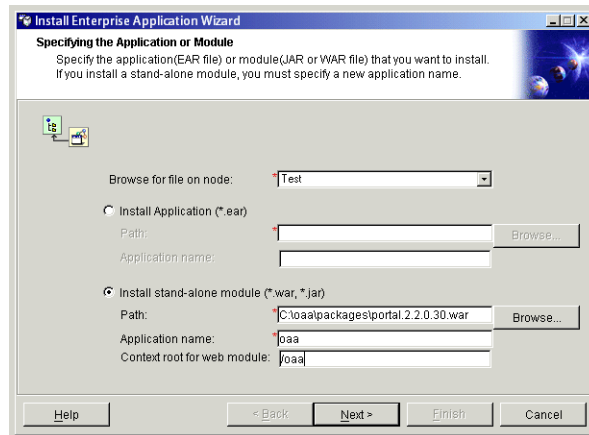 Install Enterprise Application Wizard
Specifying the Application or Module
Specify the application(EAR file) or module(JAR or WAR file) that you want to install.
If you install a stand-alone module, you must specify a new application name.
Browse for file on node: *Test
Install Application (*.ear)
Path: * Browse...
Application name:
Install stand-alone module (*.war, *.jar)
Path: *C:\oaa\packages\portal.2.2.0.30.war Browse...
Application name: *oaa
Context root for web module: /oaa
Help < Back Next > Finish Cancel